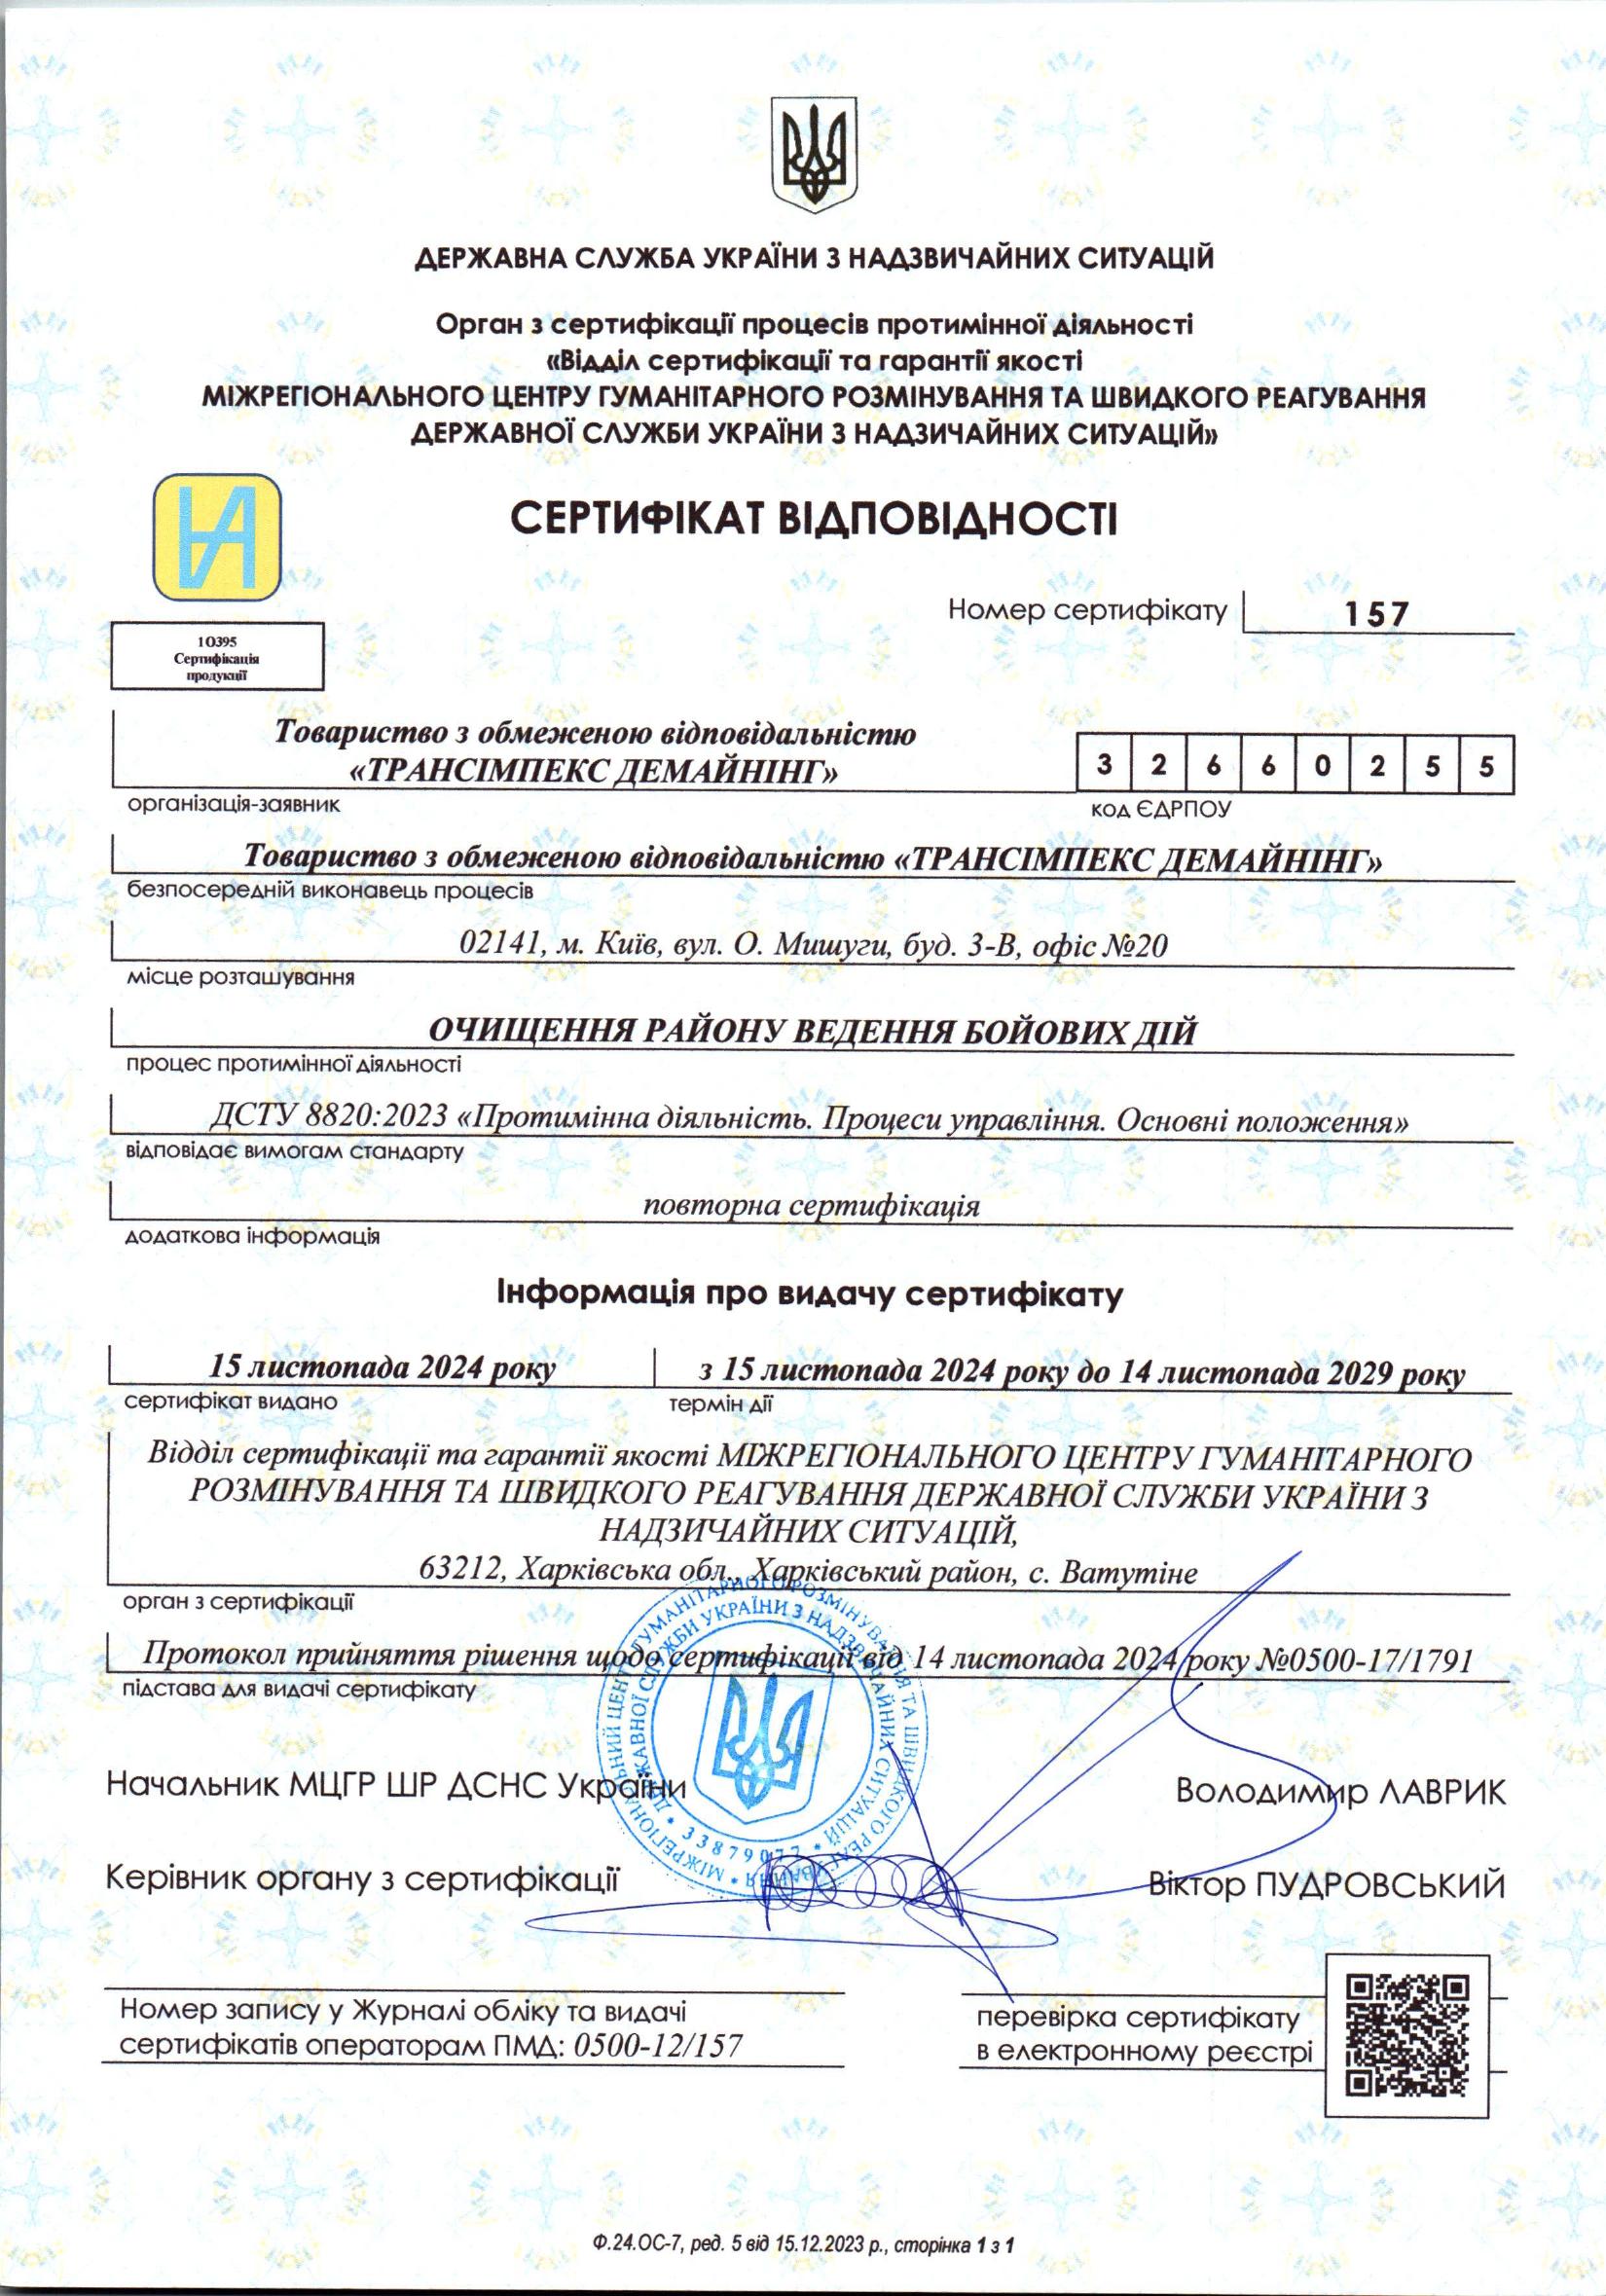 ДЕРЖАВНА СЛУЖБА УКРАЇНИ З НАДЗВИЧАЙНИХ СИТУАЦІЙ
Орган з сертифікації процесів протимінної діяльності
«Відділ сертифікації та гарантії якості
МІЖРЕГІОНАЛЬНОГО ЦЕНТРУ ГУМАНІТАРНОГО РОЗМІНУВАННЯ ТА ШВИДКОГО РЕАГУВАННЯ
ДЕРЖАВНОЇ СЛУЖБИ УКРАЇНИ З НАДЗИЧАЙНИХ СИТУАЦІЙ»
СЕРТИФІКАТ ВІДПОВІДНОСТІ
Номер сертифікату 157
1О395
Сертифікація
продукції
Товариство з обмеженою відповідальністю
«ТРАНСІМПЕКС ДЕМАЙНІНГ»
3 2 6 6 0 2 5 5
організація-заявник
код ЄДРПОУ
Товариство з обмеженою відповідальністю «ТРАНСІМПЕКС ДЕМАЙНІНГ»
безпосередній виконавець процесів
02141, м. Київ, вул. О. Мишуги, буд. 3-В, офіс №20
місце розташування
ОЧИЩЕННЯ РАЙОНУ ВЕДЕННЯ БОЙОВИХ ДІЙ
процес протимінної діяльності
ДСТУ 8820:2023 «Протимінна діяльність. Процеси управління. Основні положення»
відповідає вимогам стандарту
повторна сертифікація
додаткова інформація
Інформація про видачу сертифікату
15 листопада 2024 року
з 15 листопада 2024 року до 14 листопада 2029 року
сертифікат видано
термін дії
Відділ сертифікації та гарантії якості МІЖРЕГІОНАЛЬНОГО ЦЕНТРУ ГУМАНІТАРНОГО
РОЗМІНУВАННЯ ТА ШВИДКОГО РЕАГУВАННЯ ДЕРЖАВНОЇ СЛУЖБИ УКРАЇНИ З
НАДЗИЧАЙНИХ СИТУАЦІЙ,
63212, Харківська обл., Харківський район, с. Ватутіне
орган з сертифікації
Протокол прийняття рішення щодо сертифікації від 14 листопада 2024 року №0500-17/1791
підстава для видачі сертифікату
МІЖРЕГІОНАЛЬНИЙ ЦЕНТР ГУМАНІТАРНОГО РОЗМІНУВАННЯ ТА ШВИДКОГО РЕАГУВАННЯ
ДЕРЖАВНОЇ СЛУЖБИ УКРАЇНИ З НАДЗВИЧАЙНИХ СИТУАЦІЙ
33879077
Начальник МЦГР ШР ДСНС України
Володимир ЛАВРИК
Керівник органу з сертифікації
Віктор ПУДРОВСЬКИЙ
Номер запису у Журналі обліку та видачі
сертифікатів операторам ПМД: 0500-12/157
перевірка сертифікату
в електронному реєстрі
Ф.24.ОС-7, ред. 5 від 15.12.2023 р., сторінка 1 з 1